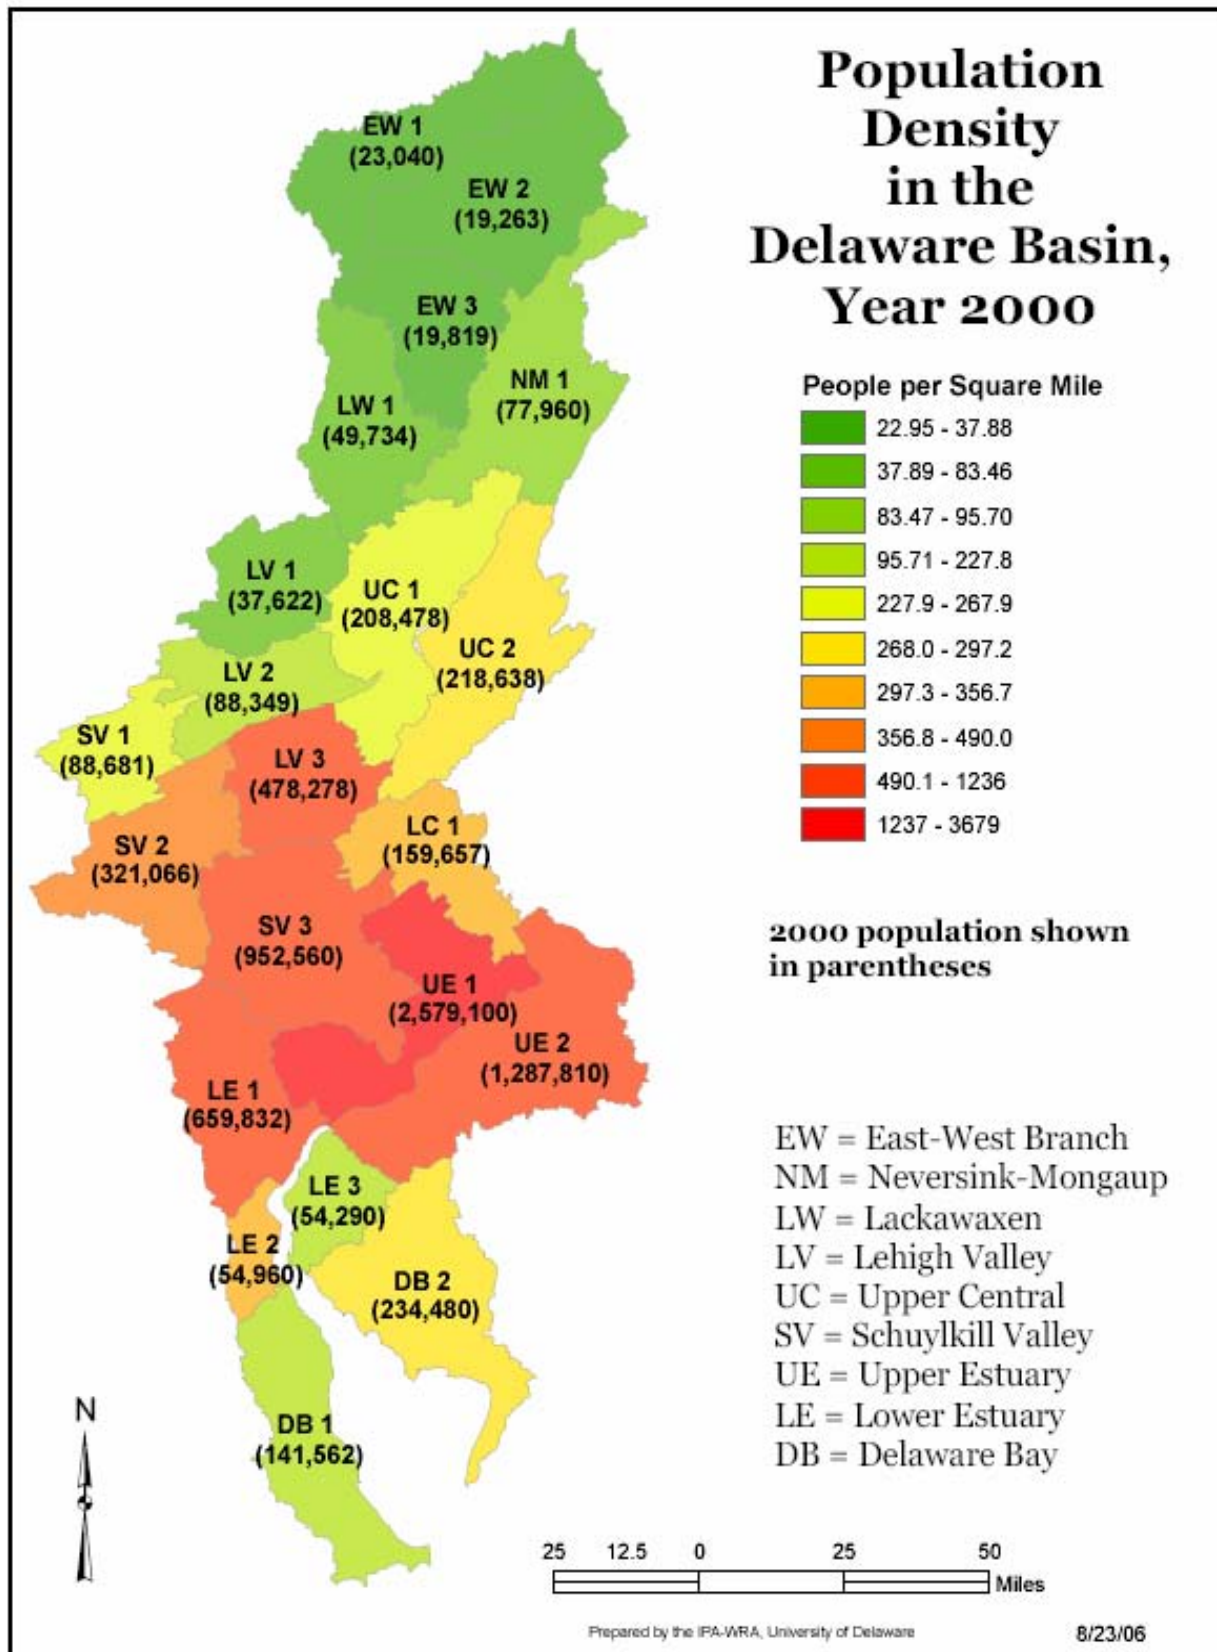 Population
Density
in the
Delaware Basin,
Year 2000
People per Square Mile
22.95 - 37.88
37.89 - 83.46
83.47 - 95.70
95.71 - 227.8
227.9 - 267.9
268.0 - 297.2
297.3 - 356.7
356.8 - 490.0
490.1 - 1236
1237 - 3679
2000 population shown
in parentheses
EW = East-West Branch
NM = Neversink-Mongaup
LW = Lackawaxen
LV = Lehigh Valley
UC = Upper Central
SV = Schuylkill Valley
UE = Upper Estuary
LE = Lower Estuary
DB = Delaware Bay
EW 1
(23,040)
EW 2
(19,263)
EW 3
(19,819)
NM 1
(77,960)
LW 1
(49,734)
LV 1
(37,622)
UC 1
(208,478)
UC 2
(218,638)
LV 2
(88,349)
SV 1
(88,681)
LV 3
(478,278)
LC 1
(159,657)
SV 2
(321,066)
SV 3
(952,560)
UE 1
(2,579,100)
UE 2
(1,287,810)
LE 1
(659,832)
LE 3
(54,290)
LE 2
(54,960)
DB 2
(234,480)
DB 1
(141,562)
N
25 12.5 0 25 50
Miles
Prepared by the IPA-WRA, University of Delaware
8/23/06